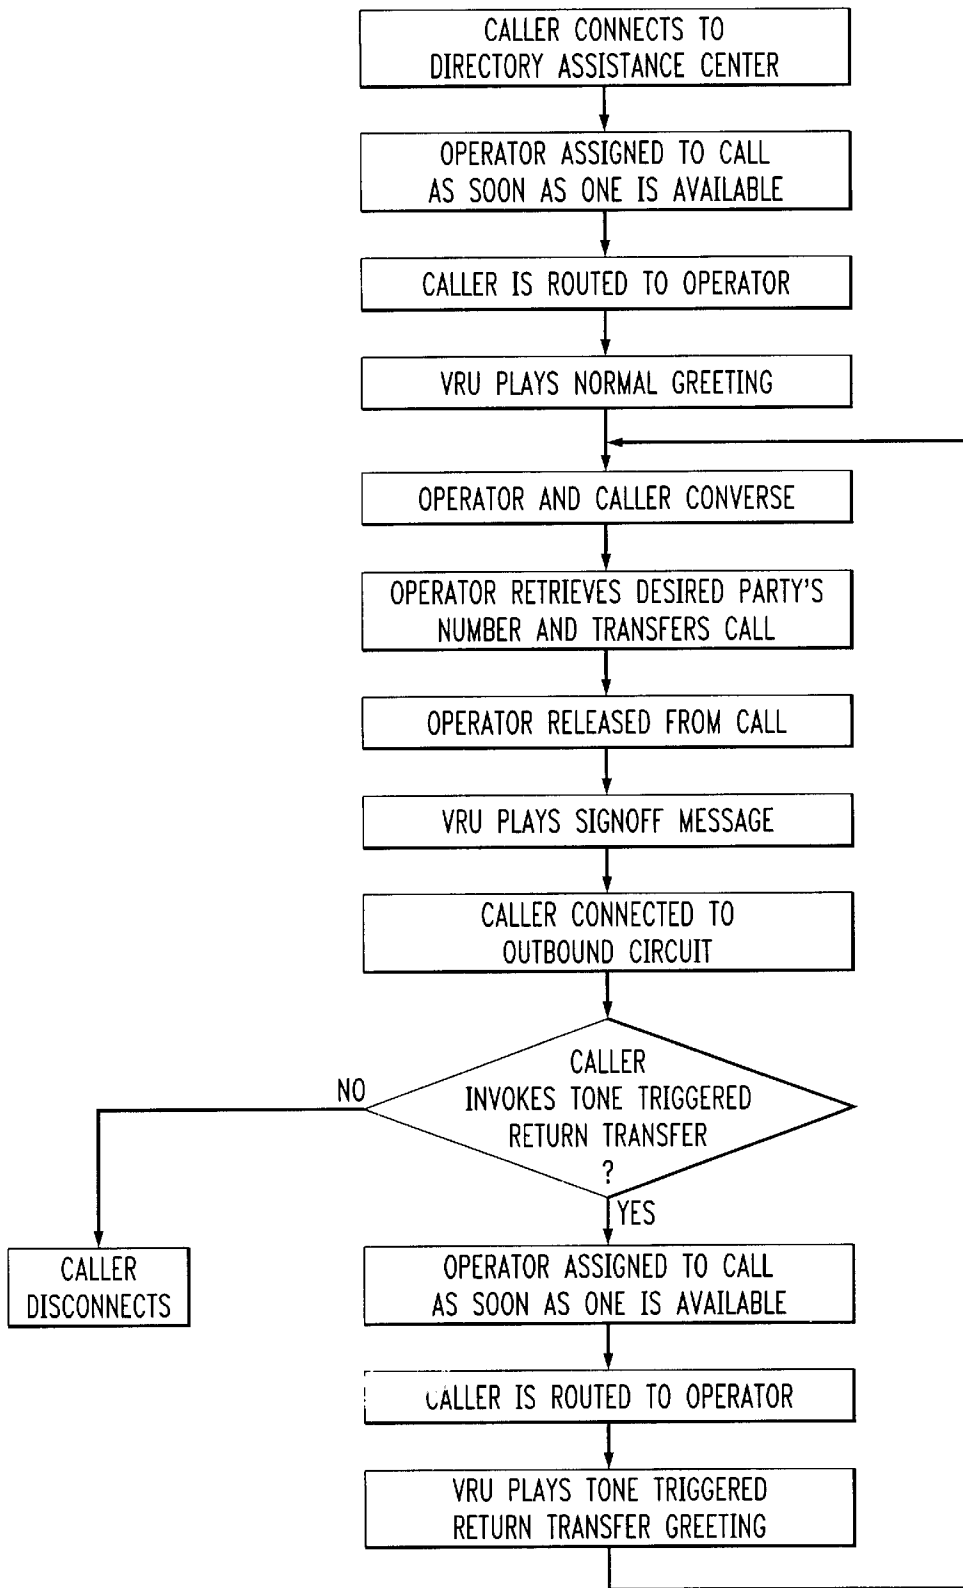 CALLER CONNECTS TO
DIRECTORY ASSISTANCE CENTER
OPERATOR ASSIGNED TO CALL
AS SOON AS ONE IS AVAILABLE
CALLER IS ROUTED TO OPERATOR
VRU PLAYS NORMAL GREETING
OPERATOR AND CALLER CONVERSE
OPERATOR RETRIEVES DESIRED PARTY'S
NUMBER AND TRANSFERS CALL
OPERATOR RELEASED FROM CALL
VRU PLAYS SIGNOFF MESSAGE
CALLER CONNECTED TO
OUTBOUND CIRCUIT
CALLER
INVOKES TONE TRIGGERED
RETURN TRANSFER
?
NO
YES
CALLER
DISCONNECTS
OPERATOR ASSIGNED TO CALL
AS SOON AS ONE IS AVAILABLE
CALLER IS ROUTED TO OPERATOR
VRU PLAYS TONE TRIGGERED
RETURN TRANSFER GREETING